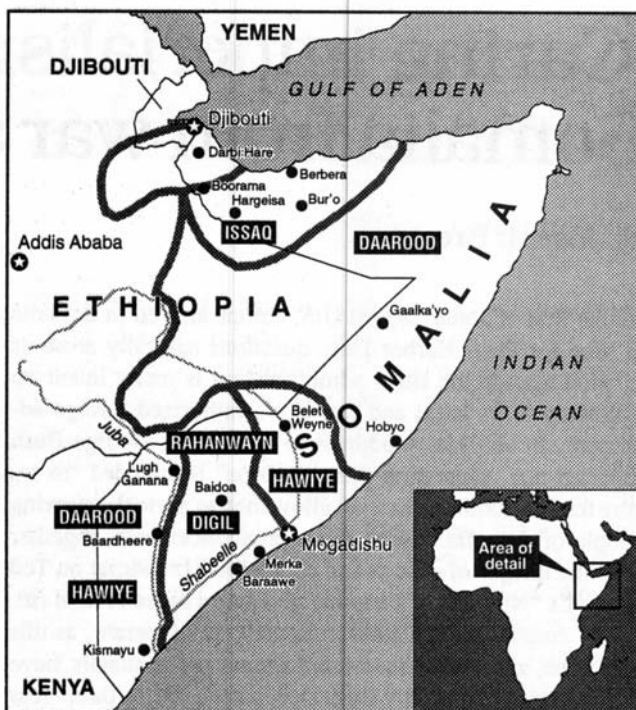 YEMEN
DJIBOUTI
GULF OF ADEN
Djibouti
Darbi Hare
Boorama
Berbera
Hargeisa
Bur'o
ISSAQ
DAAROOD
Addis Ababa
ETHIOPIA
SOMALIA
Gaalka'yo
INDIAN
OCEAN
Belet
Weyne
Hobyo
Juba
RAHANWAYN
Lugh
Ganana
HAWIYE
Baidoa
DAAROOD
DIGIL
Baardheere
Mogadishu
Shabeelle
Merka
HAWIYE
Baraawe
Kismayu
KENYA
Area of
detail